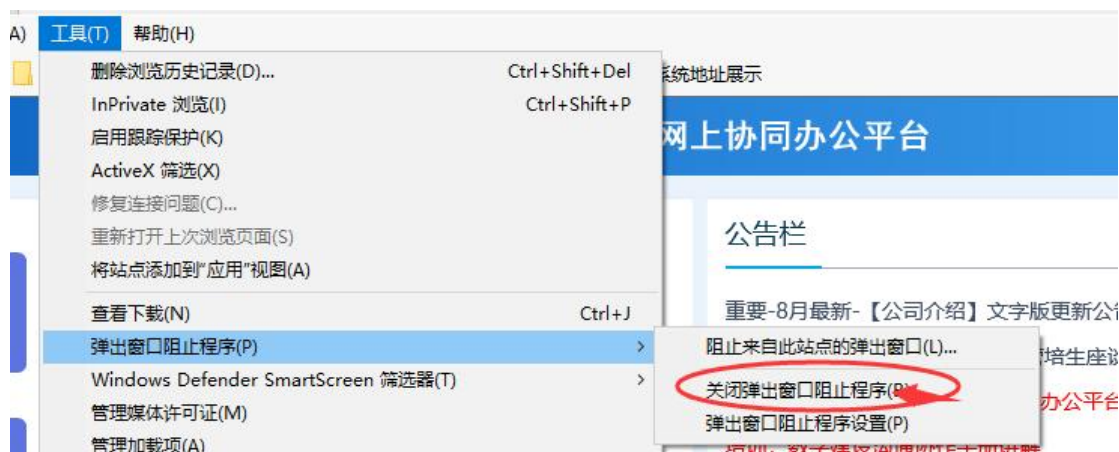 A) 工具(T) 帮助(H)
删除浏览历史记录(D)... Ctrl+Shift+Del
统地址展示
InPrivate 浏览(I) Ctrl+Shift+P
启用跟踪保护(K)
网上协同办公平台
ActiveX 筛选(X)
修复连接问题(C)...
重新打开上次浏览页面(S)
公告栏
将站点添加到“应用”视图(A)
查看下载(N) Ctrl+J
重要-8月最新-【公司介绍】文字版更新公
弹出窗口阻止程序(P) >
阻止来自此站点的弹出窗口(L)...
培生座谈
Windows Defender SmartScreen 筛选器(T) >
关闭弹出窗口阻止程序
办公平台
管理媒体许可证(M)
弹出窗口阻止程序设置(P)
管理加载项(A)